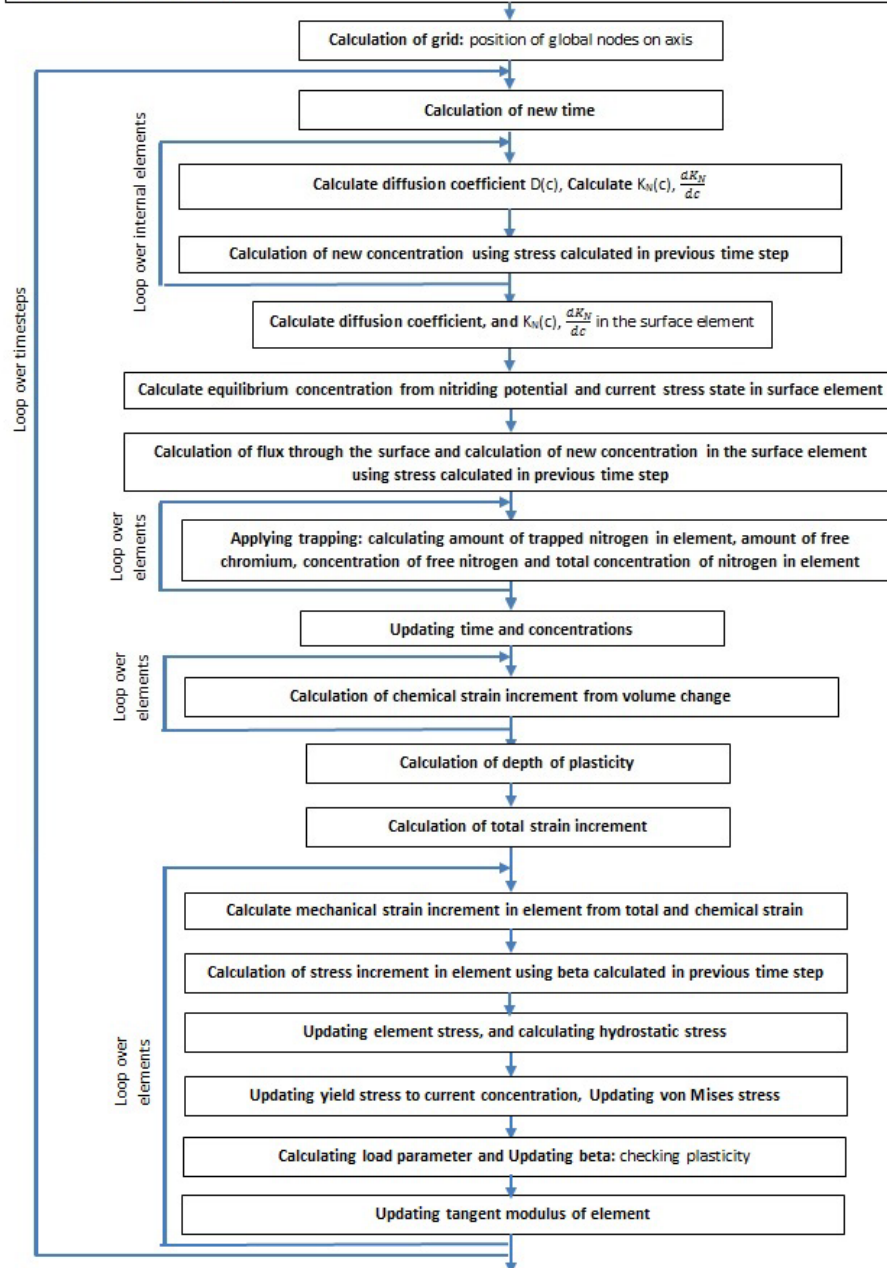 Calculation of grid: position of global nodes on axis
Calculation of new time
Calculate diffusion coefficient D(c), Calculate K_N(c), dK_N/dc
Calculation of new concentration using stress calculated in previous time step
Loop over internal elements
Calculate diffusion coefficient, and K_N(c), dK_N/dc in the surface element
Calculate equilibrium concentration from nitriding potential and current stress state in surface element
Calculation of flux through the surface and calculation of new concentration in the surface element
using stress calculated in previous time step
Applying trapping: calculating amount of trapped nitrogen in element, amount of free
chromium, concentration of free nitrogen and total concentration of nitrogen in element
Loop over
elements
Updating time and concentrations
Calculation of chemical strain increment from volume change
Loop over
elements
Calculation of depth of plasticity
Calculation of total strain increment
Calculate mechanical strain increment in element from total and chemical strain
Calculation of stress increment in element using beta calculated in previous time step
Updating element stress, and calculating hydrostatic stress
Updating yield stress to current concentration, Updating von Mises stress
Calculating load parameter and Updating beta: checking plasticity
Updating tangent modulus of element
Loop over
elements
Loop over timesteps